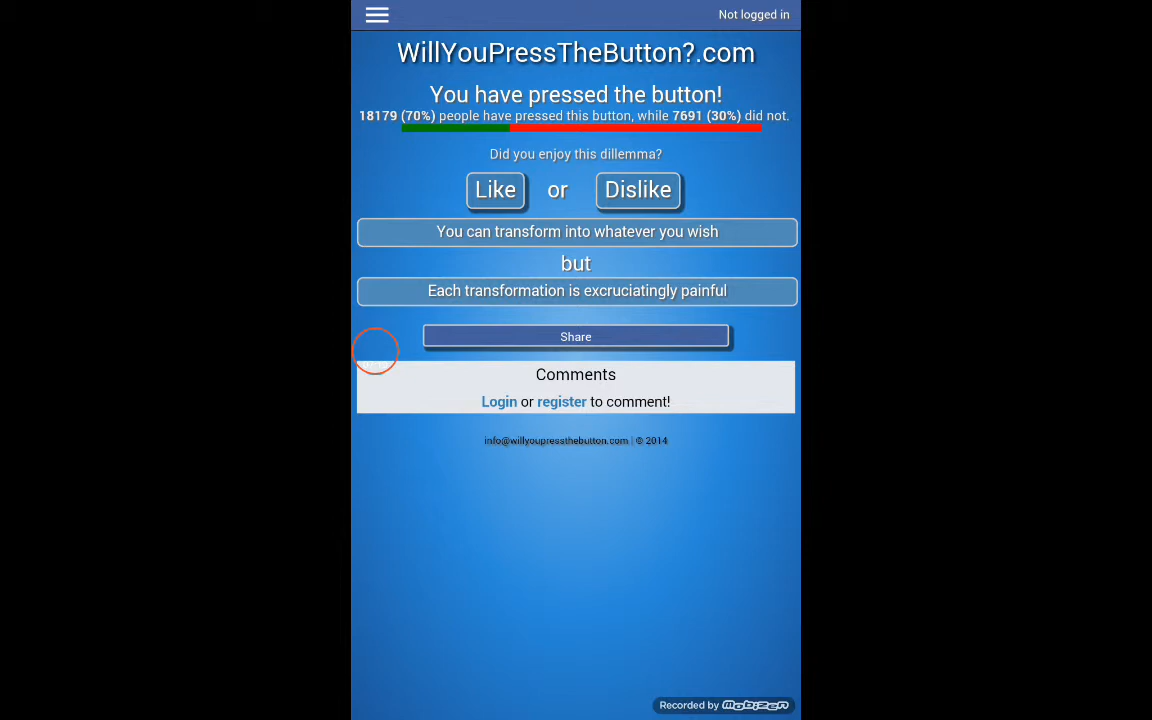 Not logged in
WillYouPressTheButton?.com
You have pressed the button!
18179 (70%) people have pressed this button, while 7691 (30%) did not.
Did you enjoy this dillemma?
Like or Dislike
You can transform into whatever you wish
but
Each transformation is excruciatingly painful
Share
Comments
Login or register to comment!
info@willyoupressthebutton.com | © 2014
Recorded by mobizen